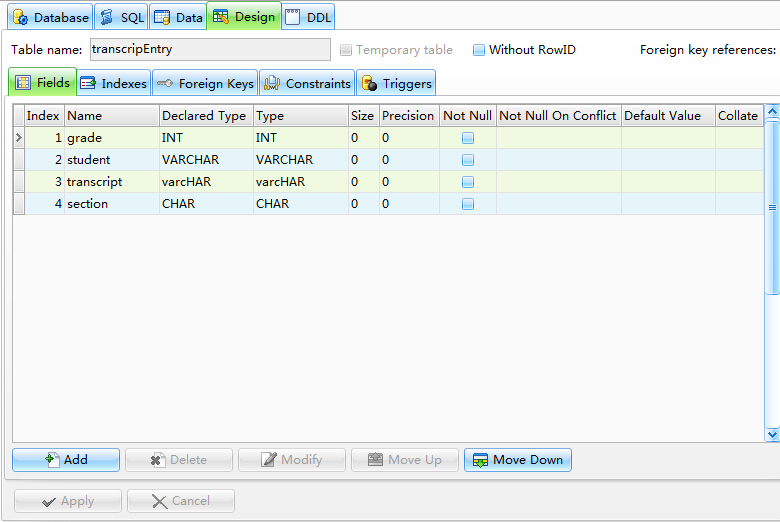 Database SQL Data Design DDL
Table name: transcripEntry Temporary table Without RowID Foreign key references:
Fields Indexes Foreign Keys Constraints Triggers
Index Name Declared Type Type Size Precision Not Null Not Null On Conflict Default Value Collate
1 grade INT INT 0 0
2 student VARCHAR VARCHAR 0 0
3 transcript varcHAR varcHAR 0 0
4 section CHAR CHAR 0 0
Add Delete Modify Move Up Move Down
Apply Cancel